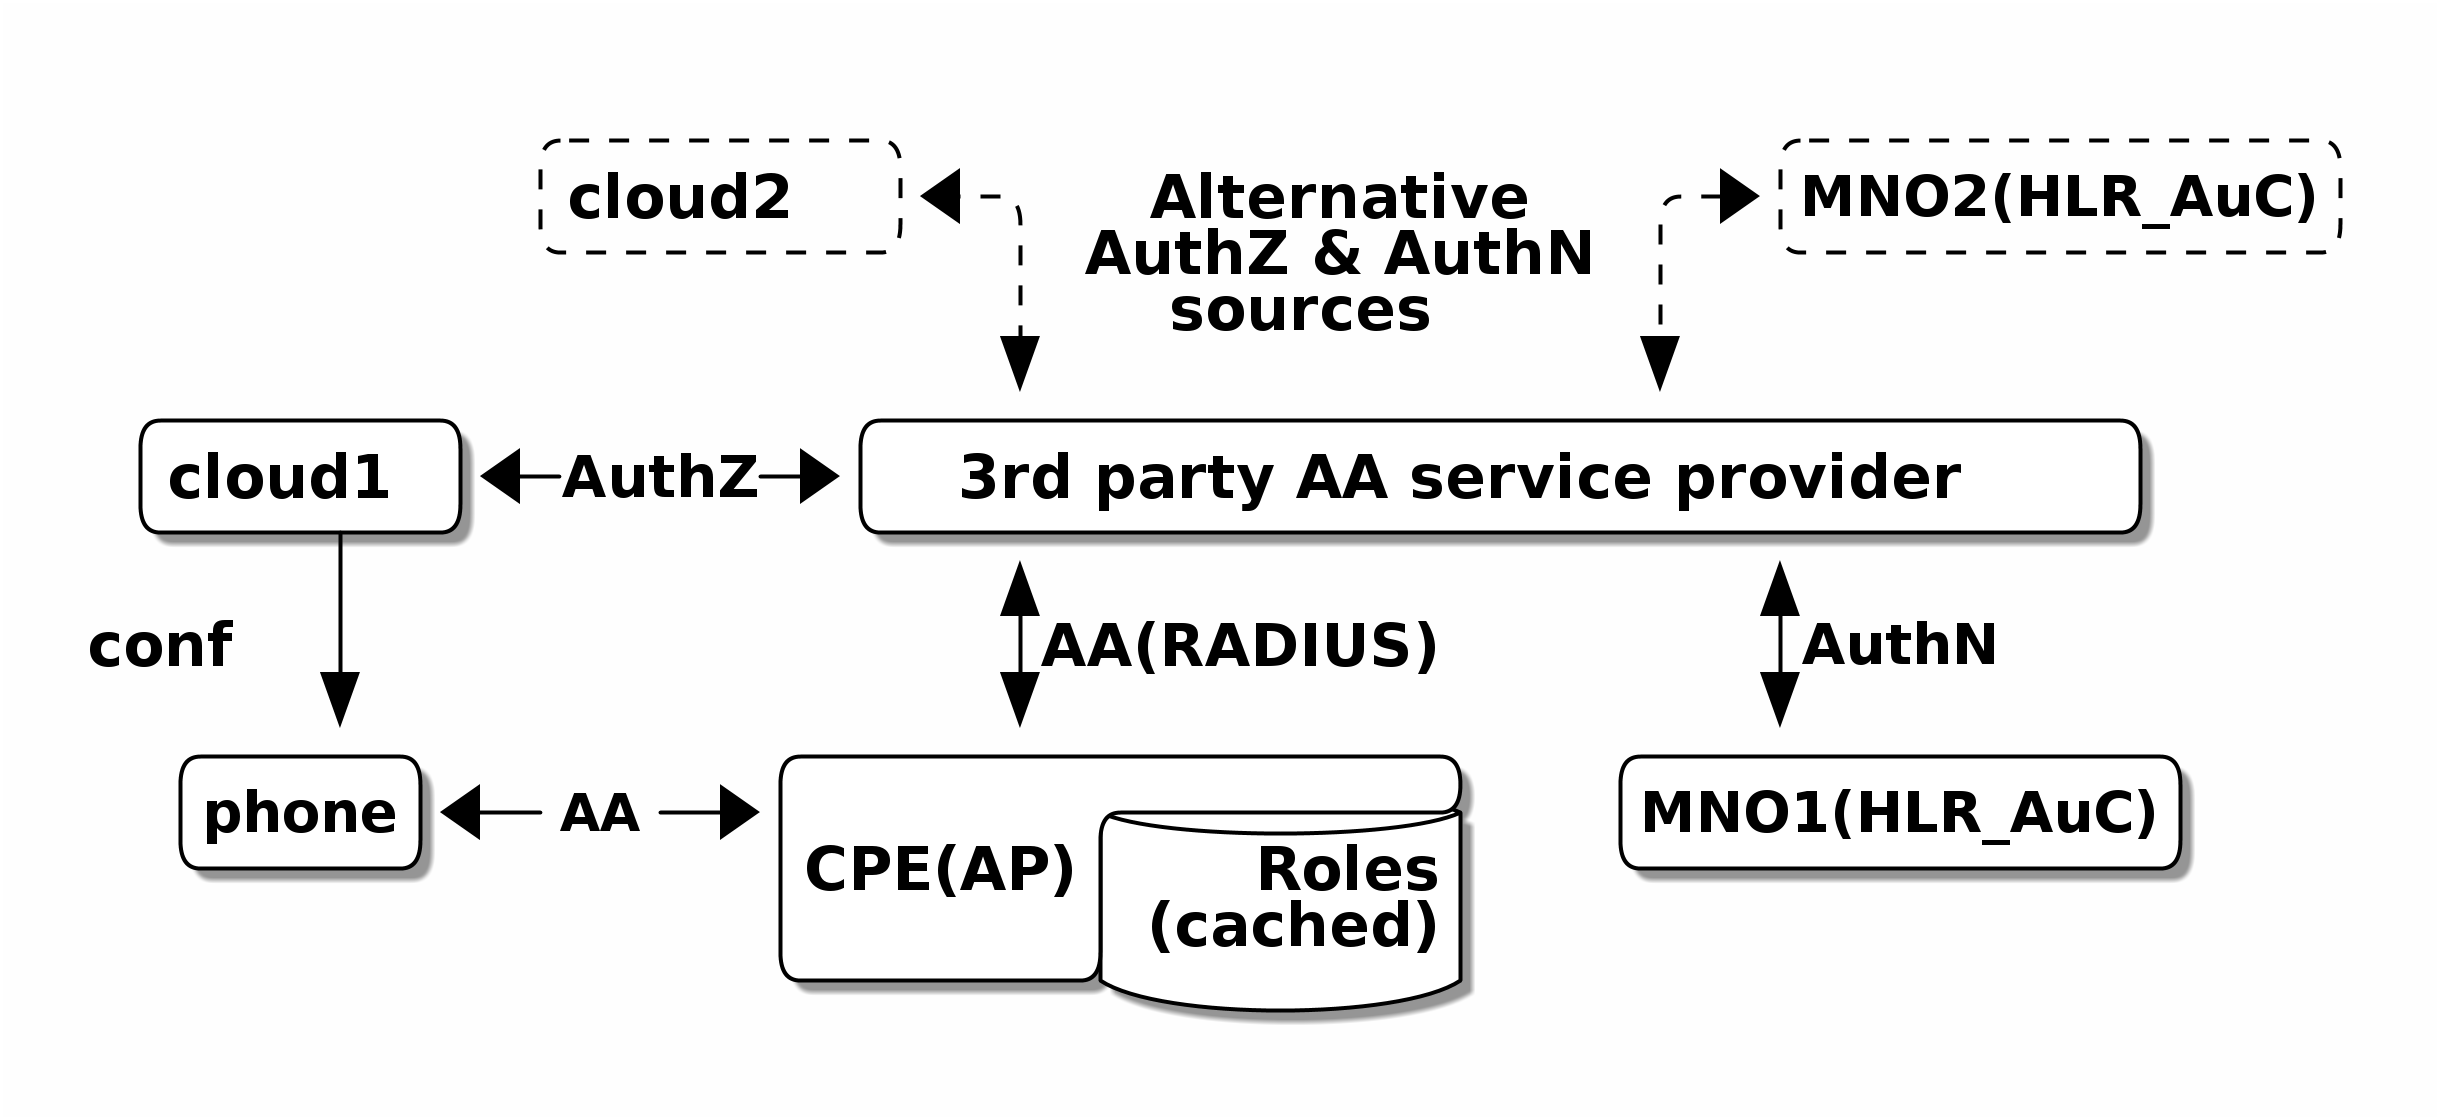 cloud2
Alternative
AuthZ & AuthN
sources
MNO2(HLR_AuC)
cloud1
AuthZ
3rd party AA service provider
conf
AA(RADIUS)
AuthN
phone
AA
CPE(AP)
Roles
(cached)
MNO1(HLR_AuC)